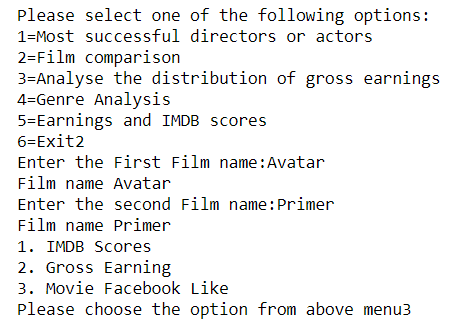 Please select one of the following options:
1=Most successful directors or actors
2=Film comparison
3=Analyse the distribution of gross earnings
4=Genre Analysis
5=Earnings and IMDB scores
6=Exit2
Enter the First Film name:Avatar
Film name Avatar
Enter the second Film name:Primer
Film name Primer
1. IMDB Scores
2. Gross Earning
3. Movie Facebook Like
Please choose the option from above menu3